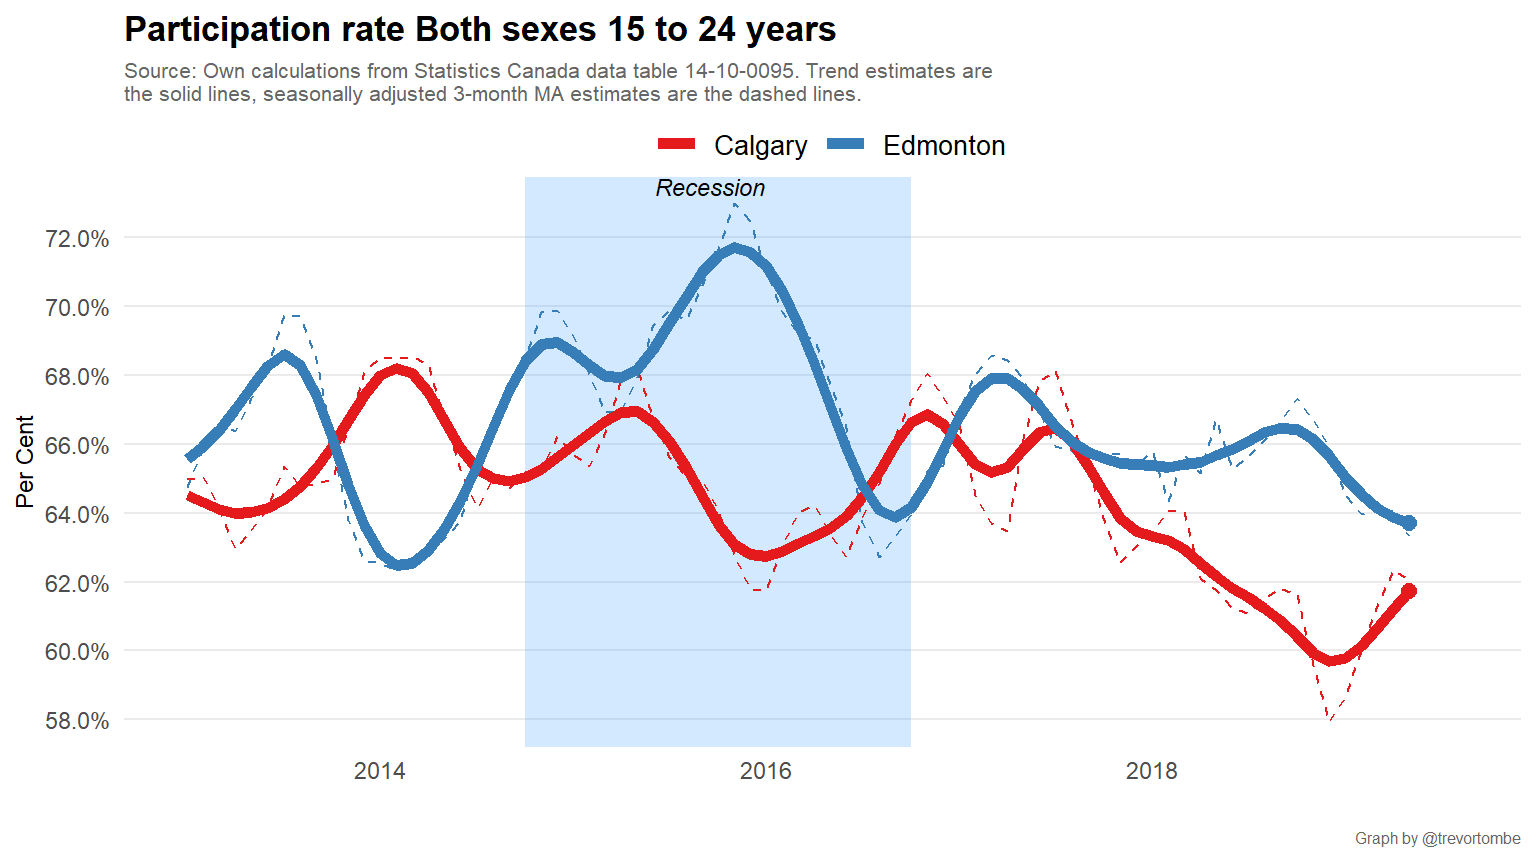 Participation rate Both sexes 15 to 24 years
Source: Own calculations from Statistics Canada data table 14-10-0095. Trend estimates are
the solid lines, seasonally adjusted 3-month MA estimates are the dashed lines.
Calgary Edmonton
Recession
72.0%
70.0%
68.0%
66.0%
64.0%
62.0%
60.0%
58.0%
Per Cent
2014 2016 2018
Graph by @trevortombe